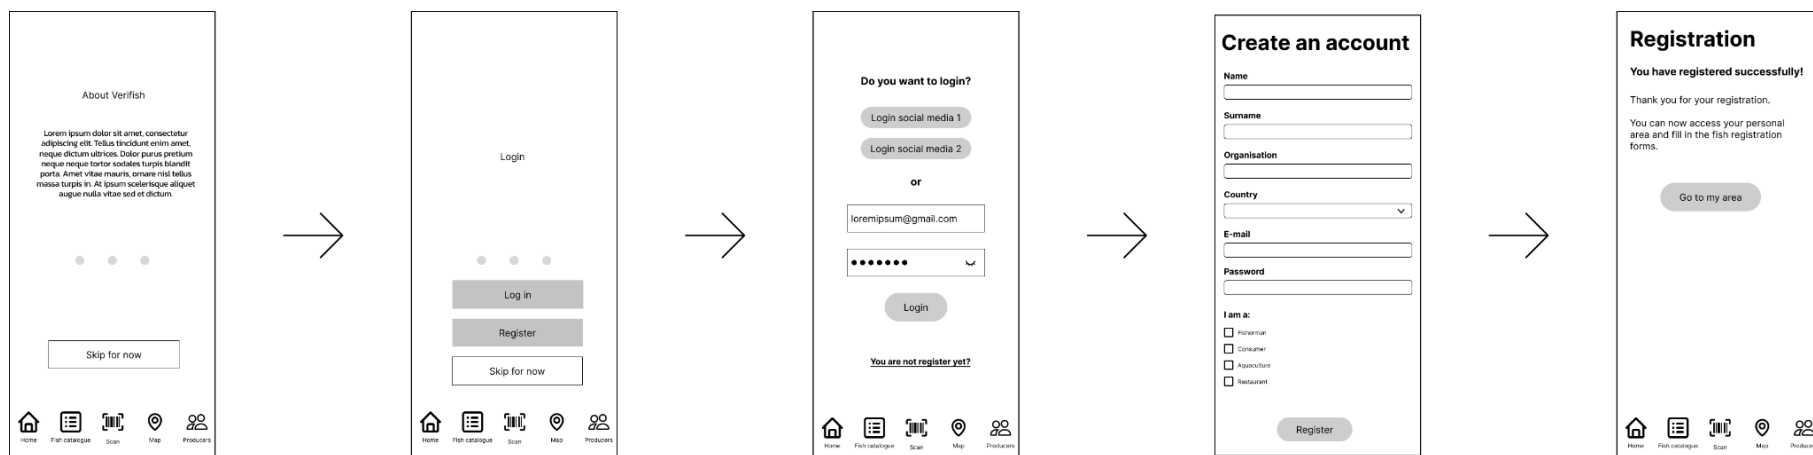 About Verifish
Lorem ipsum dolor sit amet, consectetur
adipiscing elit. Tellus tincidunt enim amet,
neque dictum ultrices. Dolor purus pretium
neque neque tortor sodales turpis blandit
porta. Amet vitae mauris, ornare nisl tellus
massa turpis in. At ipsum scelerisque aliquet
augue nulla vitae sed et dictum.
Skip for now
Home Fish catalogue Scan Map Producers
Login
Log in
Register
Skip for now
Home Fish catalogue Scan Map Producers
Do you want to login?
Login social media 1
Login social media 2
or
loremipsum@gmail.com
Login
You are not register yet?
Home Fish catalogue Scan Map Producers
Create an account
Name
Surname
Organisation
Country
E-mail
Password
I am a:
Fisherman
Consumer
Aquaculture
Restaurant
Register
Registration
You have registered successfully!
Thank you for your registration.
You can now access your personal
area and fill in the fish registration
forms.
Go to my area
Home Fish catalogue Scan Map